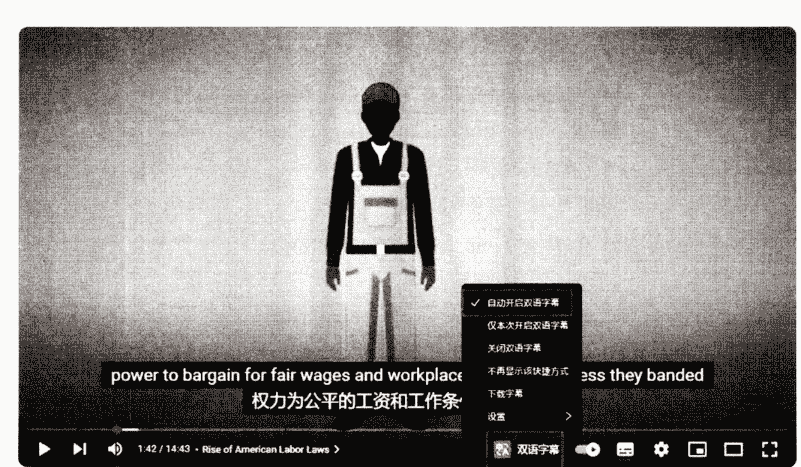 自动开启双语字幕
仅本次开启双语字幕
关闭双语字幕
不再显示该快捷方式
下载字幕
设置
power to bargain for fair wages and workplace ess they banded
权力为公平的工资和工作条
1:42 / 14:43 • Rise of American Labor Laws
双语字幕